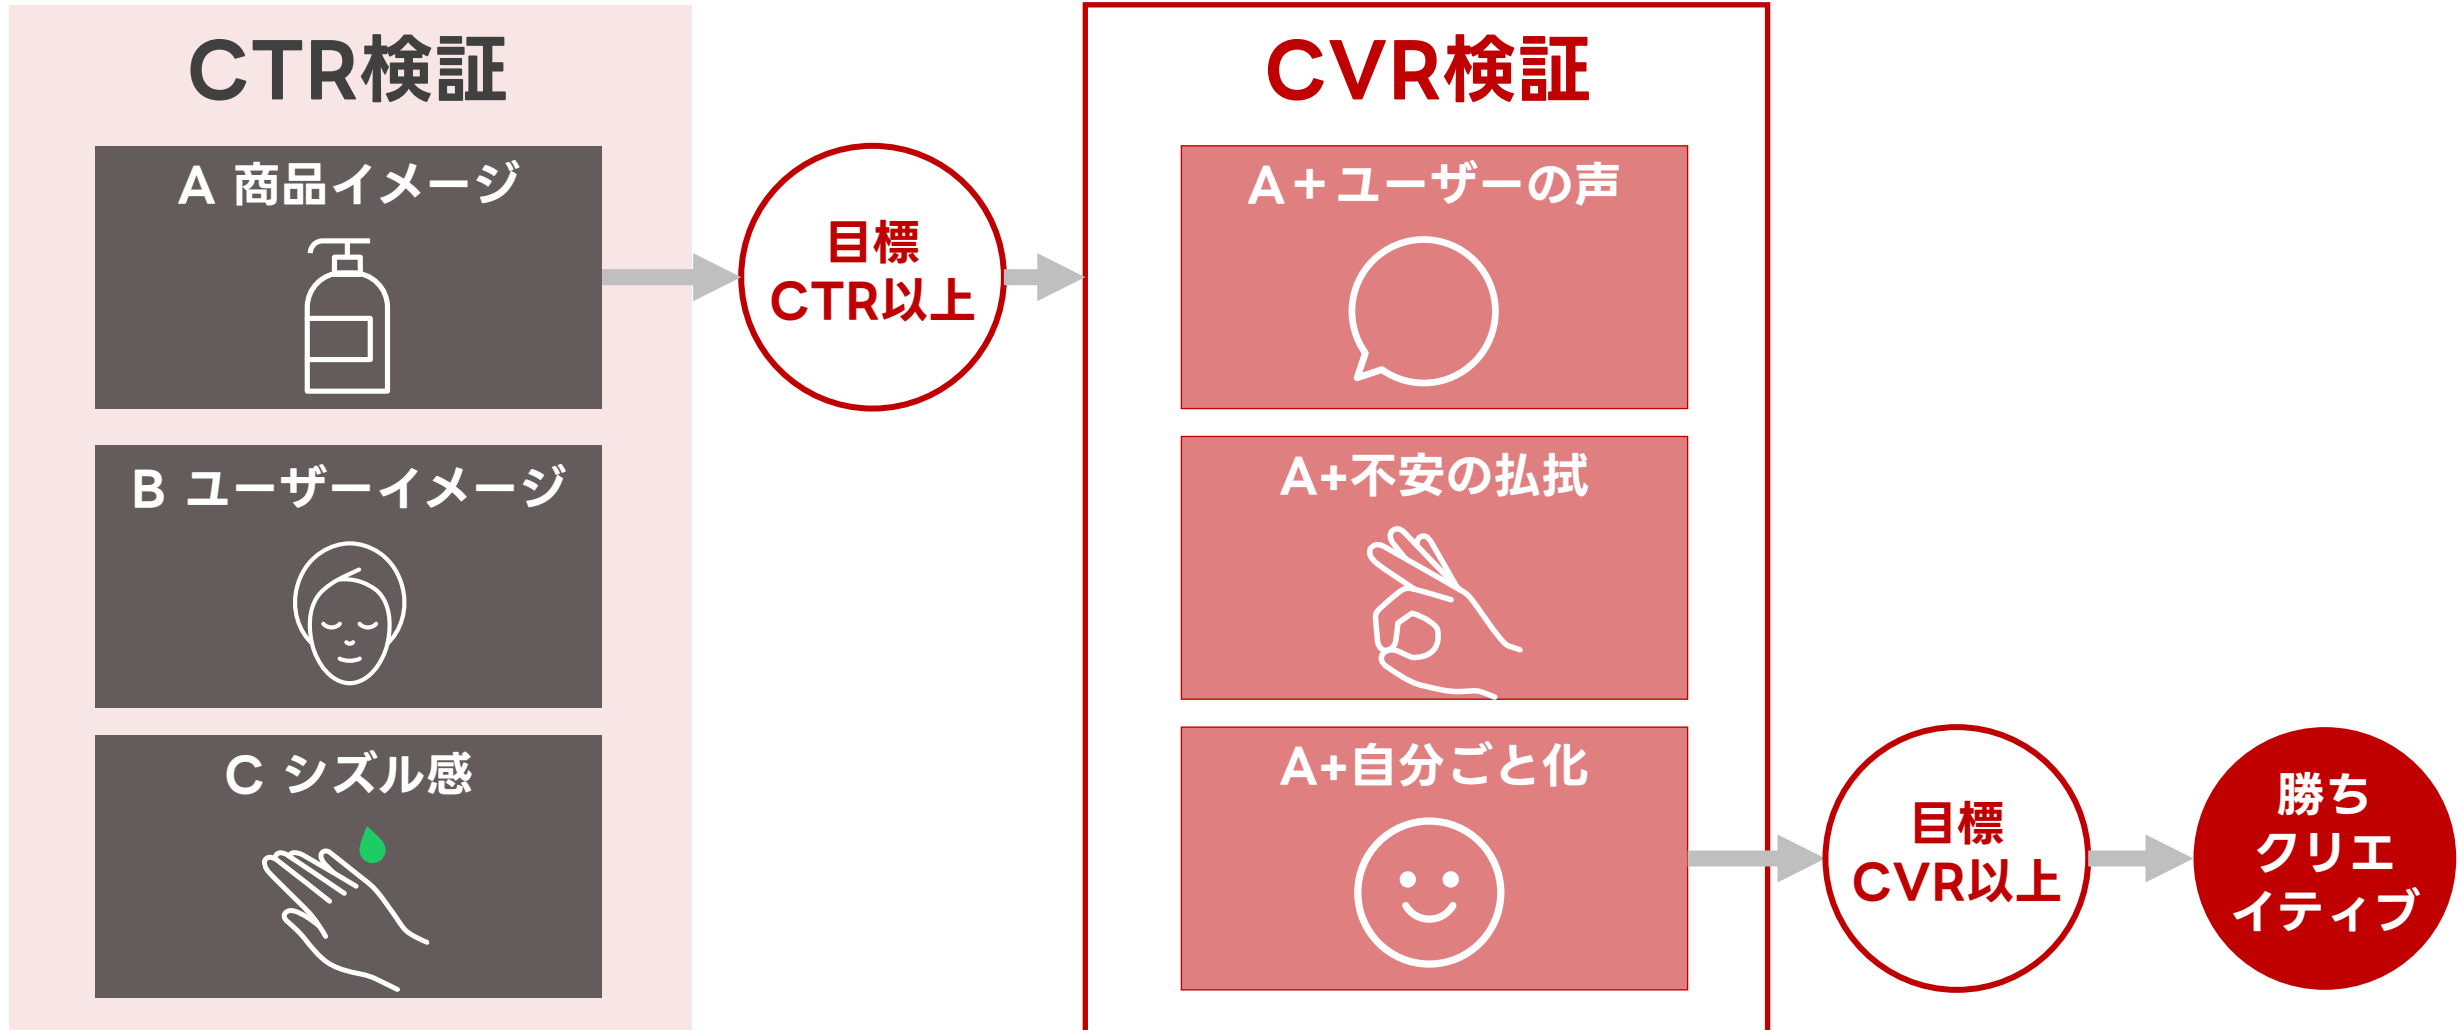 CTR検証
A 商品イメージ
B ユーザーイメージ
C シズル感
目標
CTR以上
CVR検証
A+ユーザーの声
A+不安の払拭
A+自分ごと化
目標
CVR以上
勝ち
クリエ
イティブ